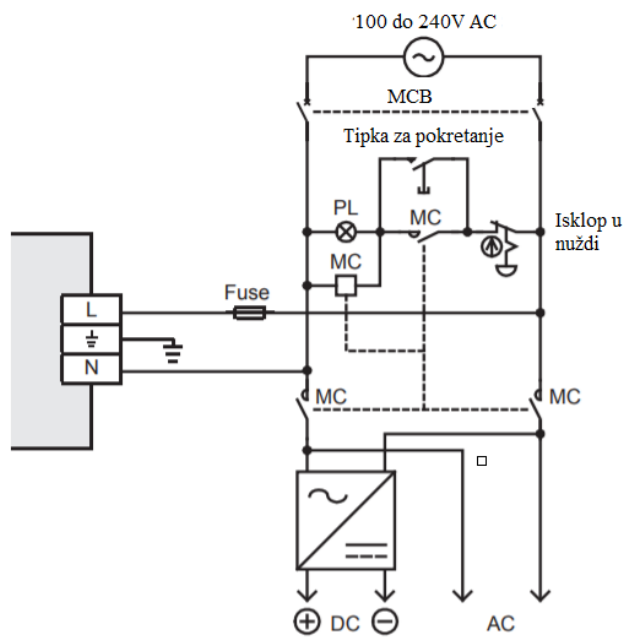 100 do 240V AC
MCB
Tipka za pokretanje
PL
MC
Isklop u
nuždi
MC
Fuse
L
N
MC
MC
DC
AC